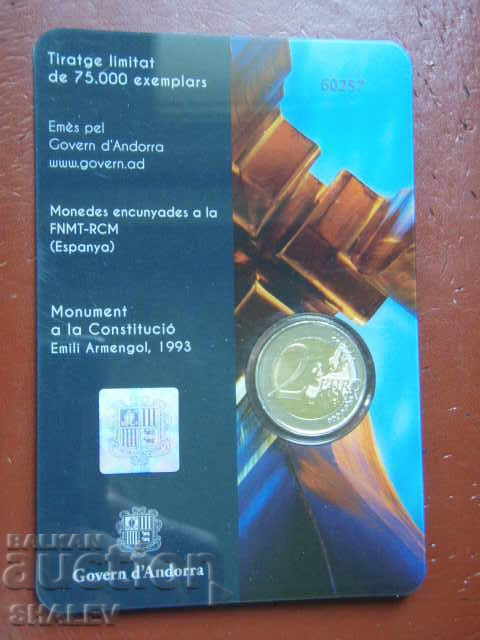 Tiratge limitat
de 75.000 exemplars
60257
Emès pel
Govern d'Andorra
www.govern.ad
Monedes encunyades a la
FNMT-RCM
(Espanya)
Monument
a la Constitució
Emili Armengol, 1993
2 EURO
Govern d'Andorra
BALKAN
auction
SHALEV